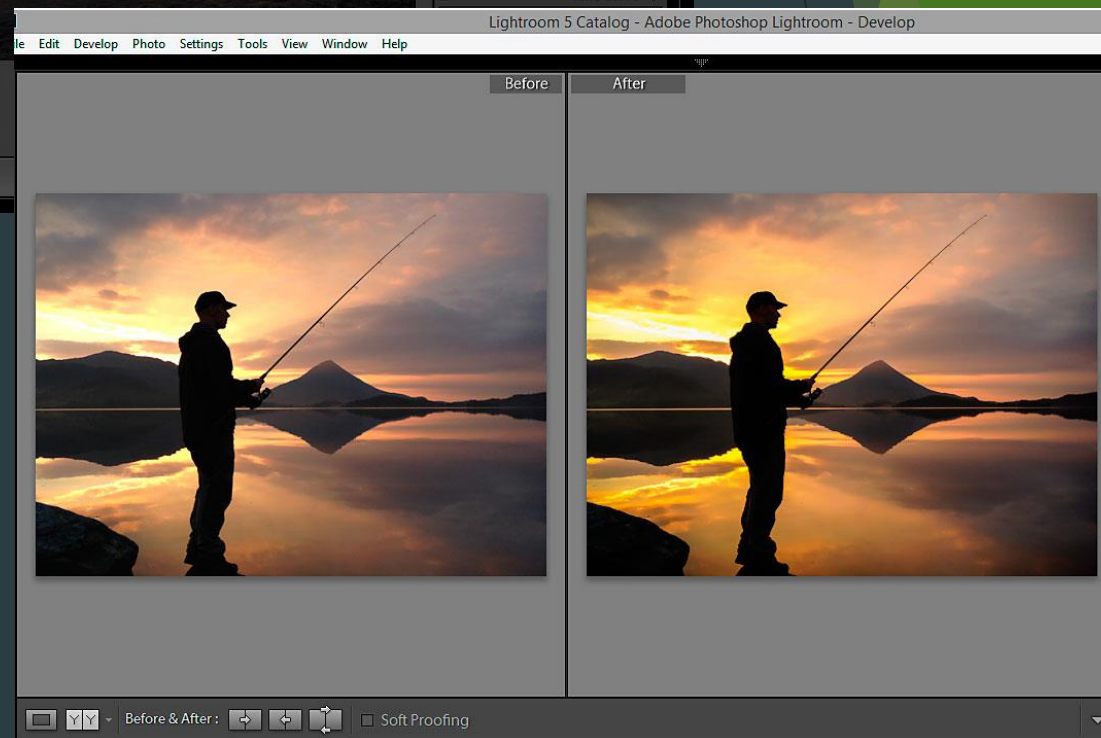 Lightroom 5 Catalog - Adobe Photoshop Lightroom - Develop
le Edit Develop Photo Settings Tools View Window Help
Before After
YY Before & After : Soft Proofing